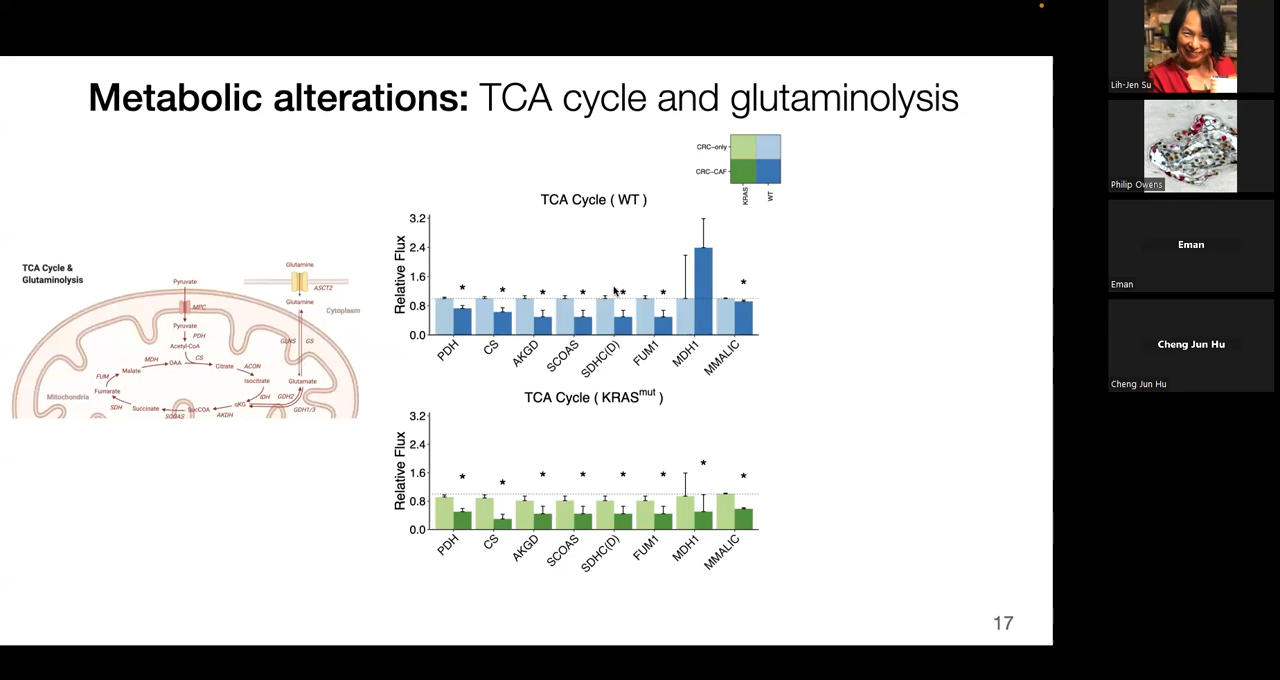 Metabolic alterations: TCA cycle and glutaminolysis
CRC-only
CRC-CAF
KRAS
WT
TCA Cycle ( WT )
Relative Flux
3.2
2.4
1.6
0.8
0.0
* * * * * * *
PDH
CS
AKGD
SCOAS
SDHC(D)
FUM1
MDH1
MMALIC
TCA Cycle ( KRASmut )
Relative Flux
3.2
2.4
1.6
0.8
0.0
* * * * * * * *
PDH
CS
AKGD
SCOAS
SDHC(D)
FUM1
MDH1
MMALIC
TCA Cycle &
Glutaminolysis
Pyruvate
MPC
Pyruvate
PDH
Acetyl-CoA
CS
OAA
Citrate
ACON
Isocitrate
IDH
αKG
AKDH
SucCOA
SCOAS
Succinate
SDH
Fumarate
FUM
Malate
MDH
Mitochondria
Glutamine
ASCT2
Glutamine
Cytoplasm
GLNS
GS
Glutamate
GDH2
GDH1/3
17
Lih-Jen Su
Philip Owens
Eman
Eman
Cheng Jun Hu
Cheng Jun Hu